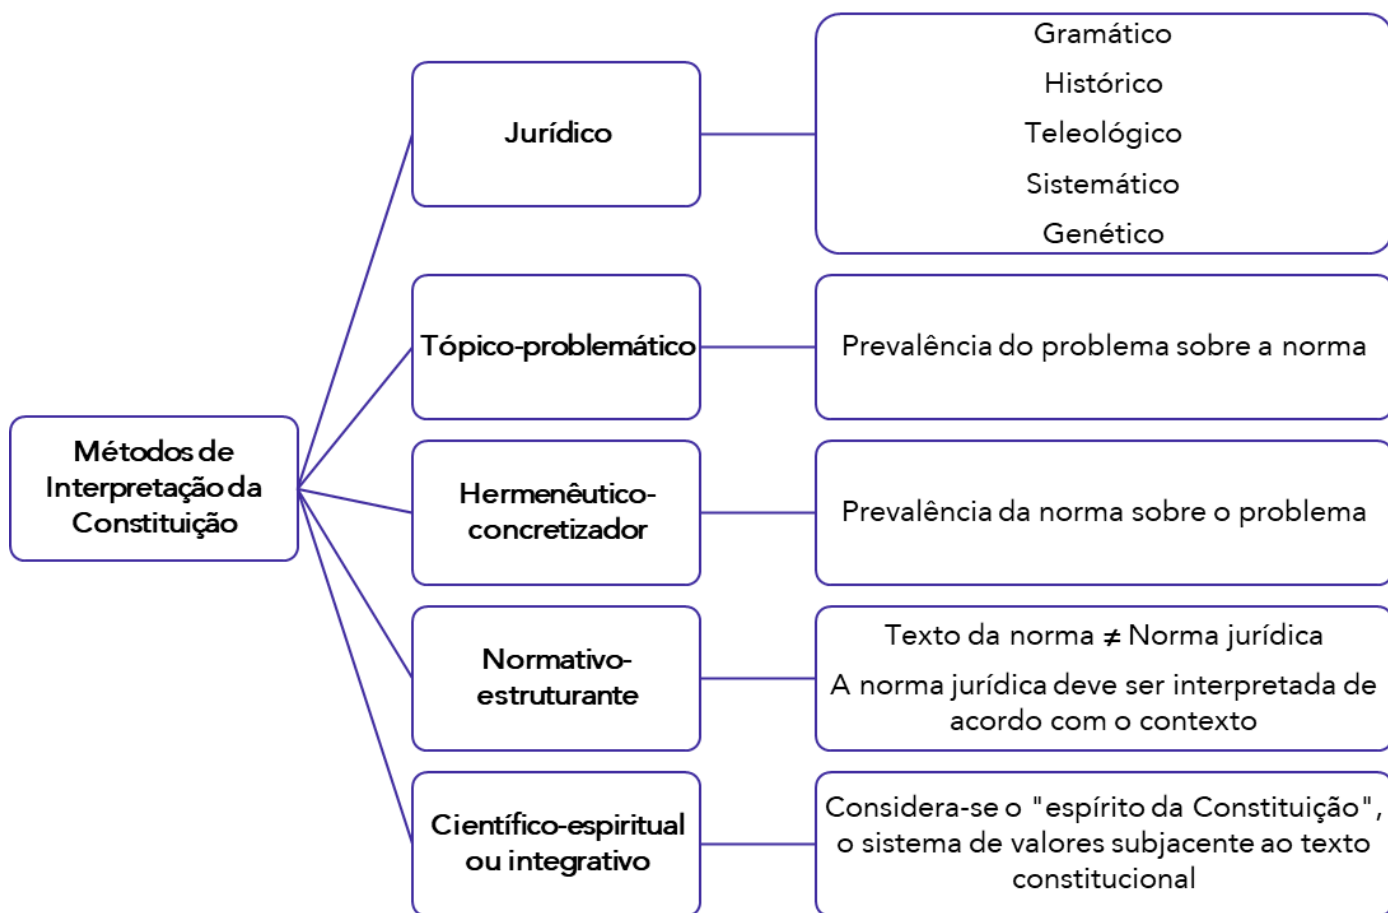 Métodos de
Interpretação da
Constituição
Jurídico
Gramático
Histórico
Teleológico
Sistemático
Genético
Tópico-problemático
Prevalência do problema sobre a norma
Hermenêutico-
concretizador
Prevalência da norma sobre o problema
Normativo-
estruturante
Texto da norma ≠ Norma jurídica
A norma jurídica deve ser interpretada de
acordo com o contexto
Científico-espiritual
ou integrativo
Considera-se o "espírito da Constituição",
o sistema de valores subjacente ao texto
constitucional